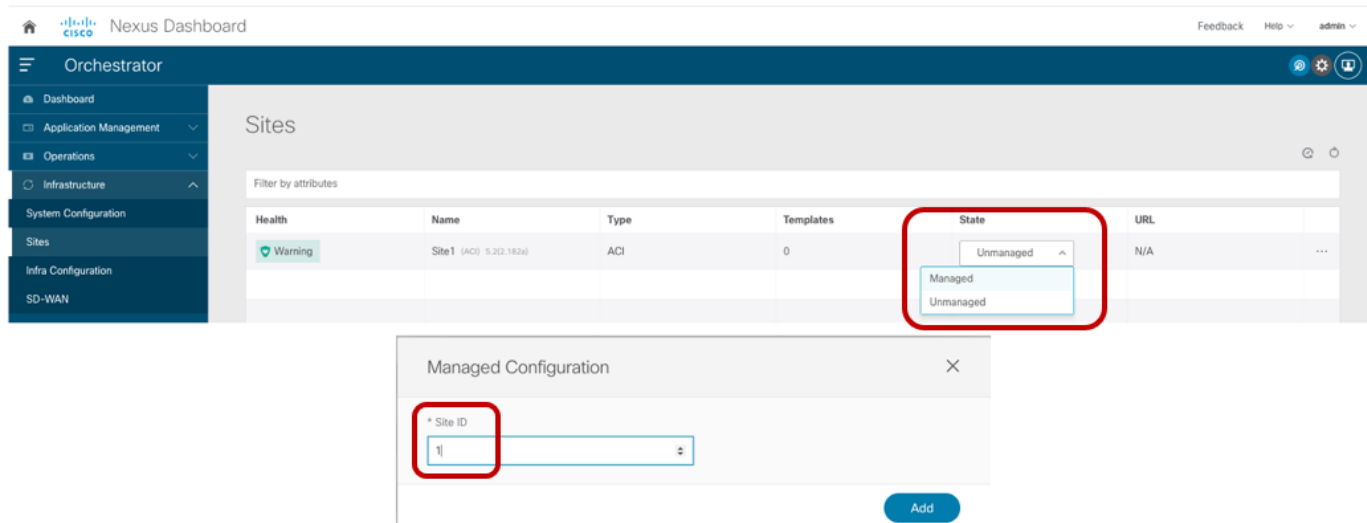 CISCO Nexus Dashboard Feedback Help admin
Orchestrator
Dashboard
Application Management
Operations
Infrastructure
System Configuration
Sites
Infra Configuration
SD-WAN
Sites
Filter by attributes
Health Name Type Templates State URL
Warning Site1 (ACI) 5.2(2.182a) ACI 0 Unmanaged N/A ...
Managed
Unmanaged
Managed Configuration
* Site ID
1
Add